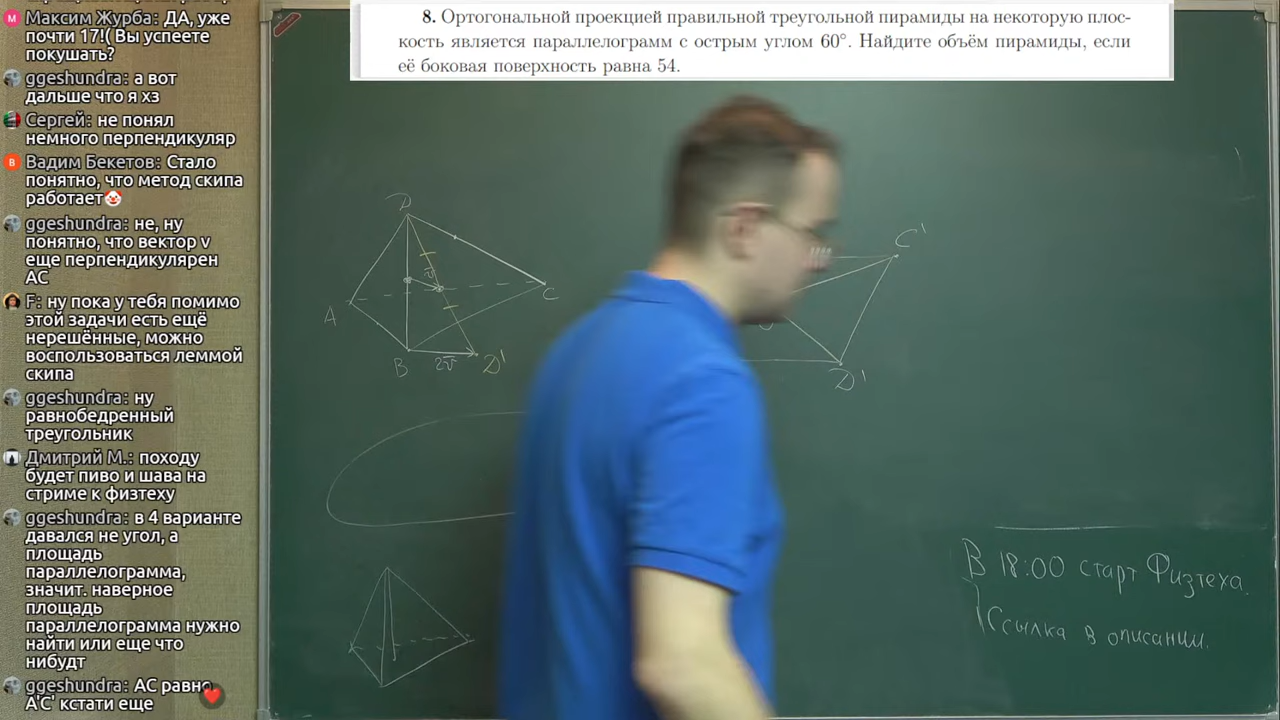 Максим Журба: ДА, уже
почти 17!( Вы успеете
покушать?
ggeshundra: а вот
дальше что я хз
Сергей: не понял
немного перпендикуляр
Вадим Бекетов: Стало
понятно, что метод скипа
работает🤡
ggeshundra: не, ну
понятно, что вектор v
еще перпендикулярен
AC
F: ну пока у тебя помимо
этой задачи есть ещё
нерешённые, можно
воспользоваться леммой
скипа
ggeshundra: ну
равнобедренный
треугольник
Дмитрий М.: походу
будет пиво и шава на
стриме к физтеху
ggeshundra: в 4 варианте
давался не угол, а
площадь
параллелограмма,
значит. наверное
площадь
параллелограмма нужно
найти или еще что
нибудт
ggeshundra: AC равно
A'C' кстати еще
8. Ортогональной проекцией правильной треугольной пирамиды на некоторую плос-
кость является параллелограмм с острым углом 60°. Найдите объём пирамиды, если
её боковая поверхность равна 54.
D
A
B
C
D'
v̄
2v̄
C'
D'
В 18:00 старт Физтеха.
Ссылка в описании.